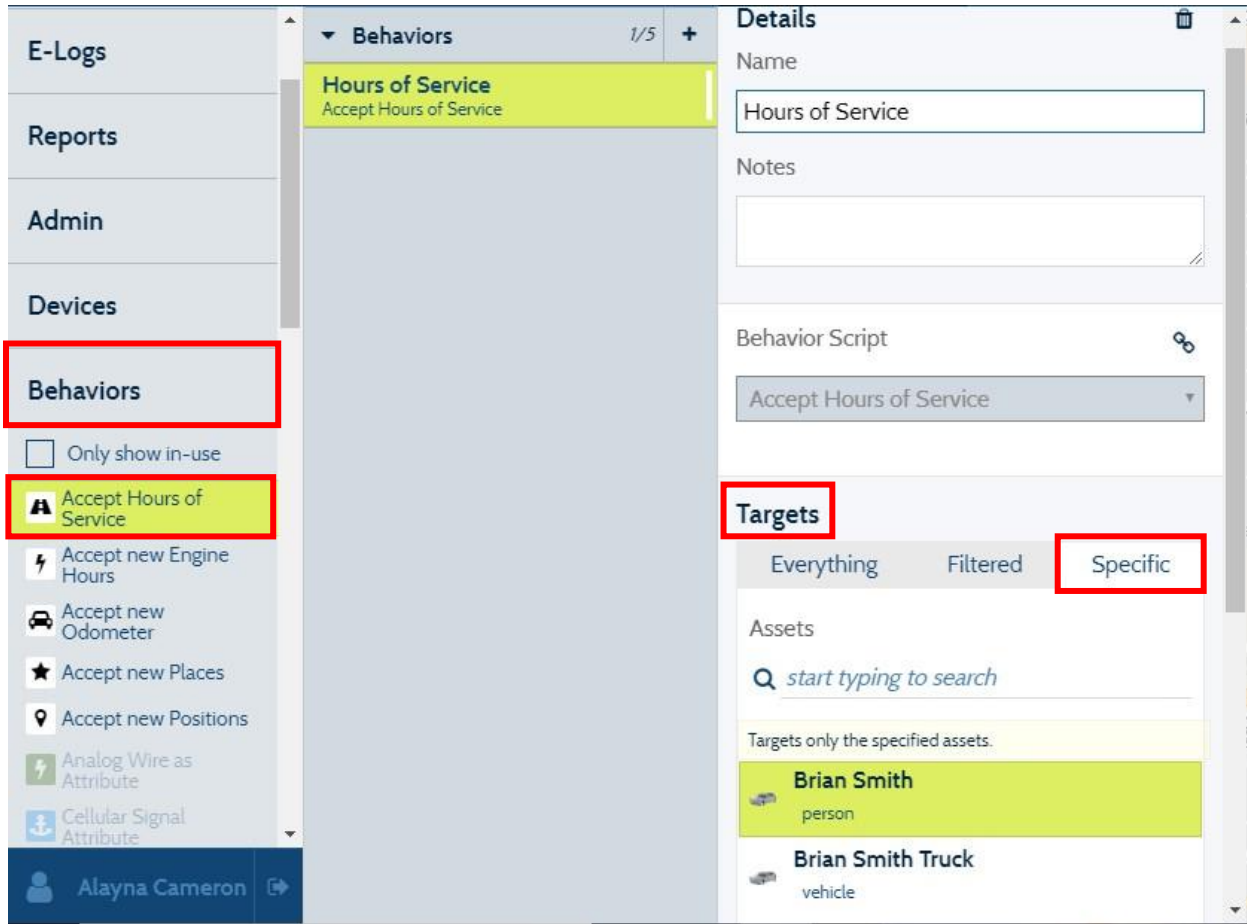 E-Logs
Reports
Admin
Devices
Behaviors
Only show in-use
Accept Hours of
Service
Accept new Engine
Hours
Accept new
Odometer
Accept new Places
Accept new Positions
Analog Wire as
Attribute
Cellular Signal
Attribute
Alayna Cameron
Behaviors 1/5 +
Hours of Service
Accept Hours of Service
Details
Name
Hours of Service
Notes
Behavior Script
Accept Hours of Service
Targets
Everything Filtered Specific
Assets
start typing to search
Targets only the specified assets.
Brian Smith
person
Brian Smith Truck
vehicle